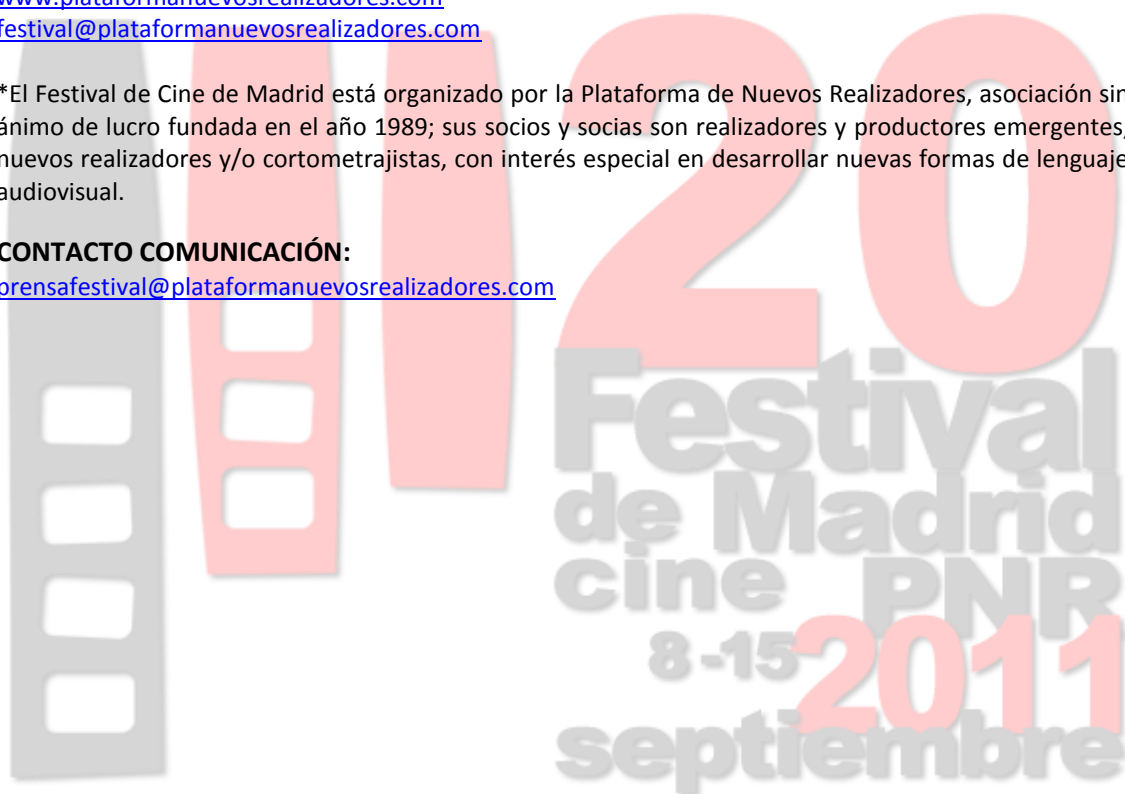 www.plataformanuevosrealizadores.com
festival@plataformanuevosrealizadores.com
*El Festival de Cine de Madrid está organizado por la Plataforma de Nuevos Realizadores, asociación sin
ánimo de lucro fundada en el año 1989; sus socios y socias son realizadores y productores emergentes,
nuevos realizadores y/o cortometrajistas, con interés especial en desarrollar nuevas formas de lenguaje
audiovisual.
CONTACTO COMUNICACIÓN:
prensafestival@plataformanuevosrealizadores.com
20
Festival
de Madrid
cine PNR
8-15 2011
septiembre